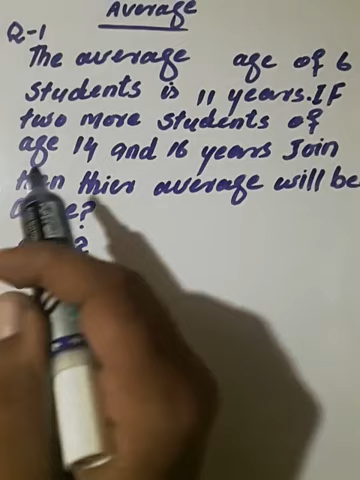 Average
Q-1
The average age of 6
students is 11 years. IF
two more students of
age 14 and 16 years Join
then thier average will be
?